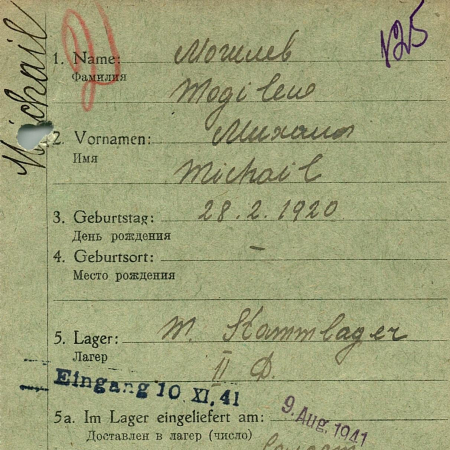 Michail
125
1. Name: Могилев
Фамилия
Mogilew
2. Vornamen: Михаил
Имя
Michail
3. Geburtstag: 28.2.1920
День рождения
4. Geburtsort: –
Место рождения
5. Lager: M. Stammlager
Лагер
II D.
Eingang 10. XI. 41
5a. Im Lager eingeliefert am: 9. Aug. 1941
Доставлен в лагер (число)